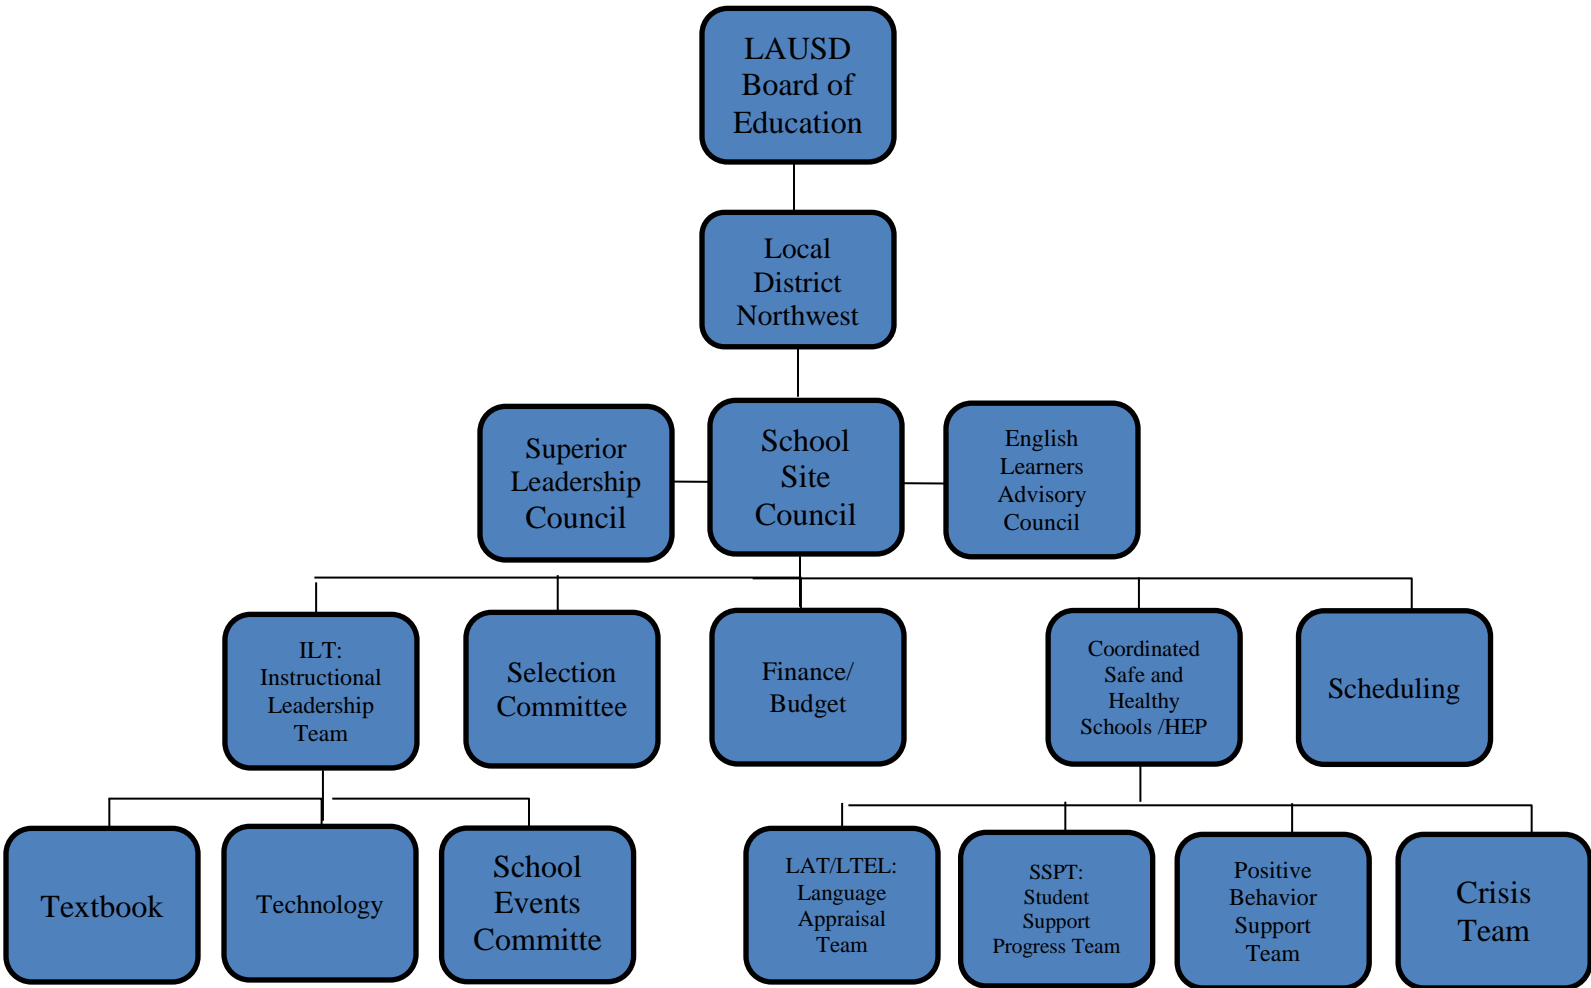 LAUSD
Board of
Education
Local
District
Northwest
Superior
Leadership
Council
School
Site
Council
English
Learners
Advisory
Council
ILT:
Instructional
Leadership
Team
Selection
Committee
Finance/
Budget
Coordinated
Safe and
Healthy
Schools /HEP
Scheduling
Textbook
Technology
School
Events
Committe
LAT/LTEL:
Language
Appraisal
Team
SSPT:
Student
Support
Progress Team
Positive
Behavior
Support
Team
Crisis
Team